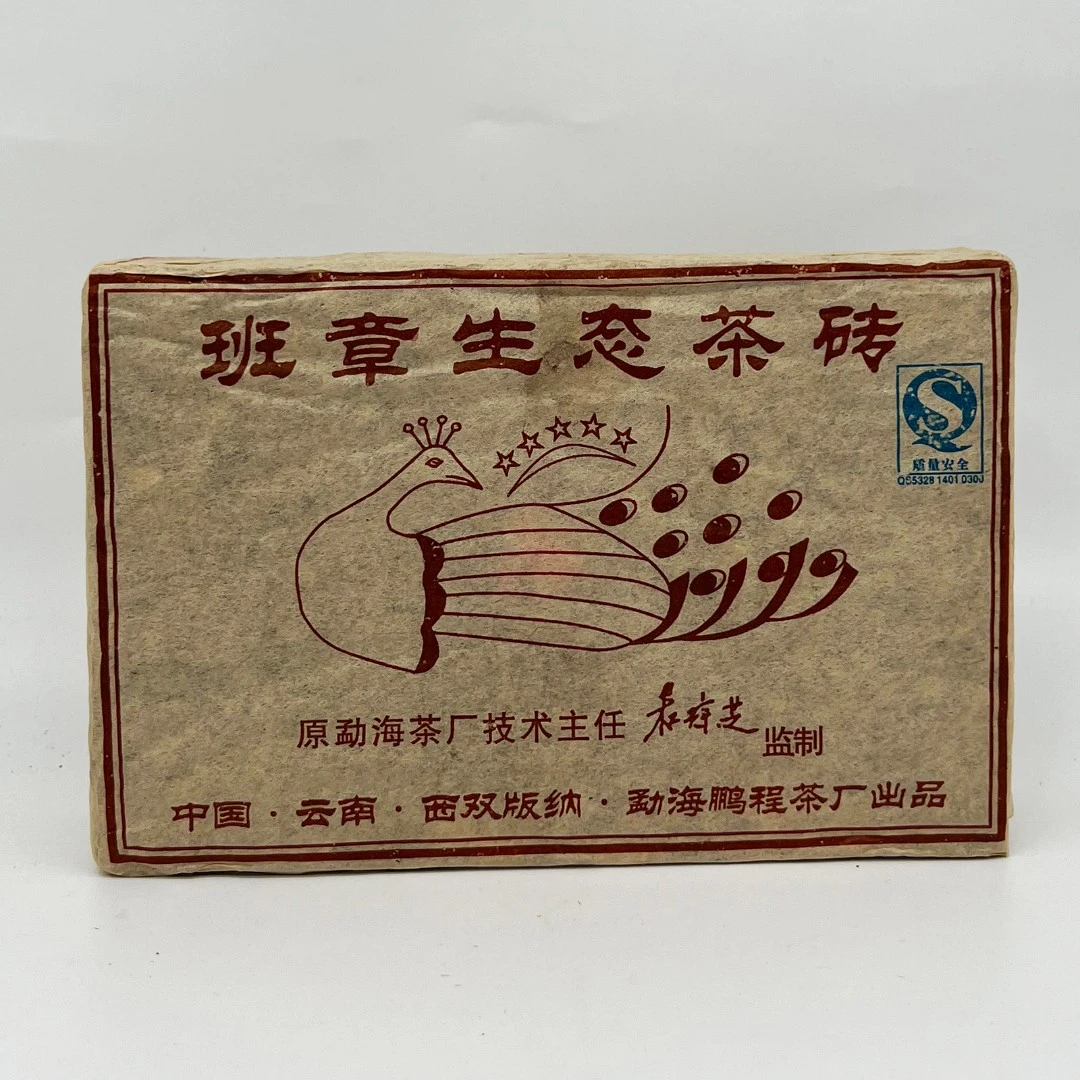 班章生态茶砖
S
质量安全
QS5328 1401 0303
原勐海茶厂技术主任
监制
中国·云南·西双版纳·勐海鹏程茶厂出品